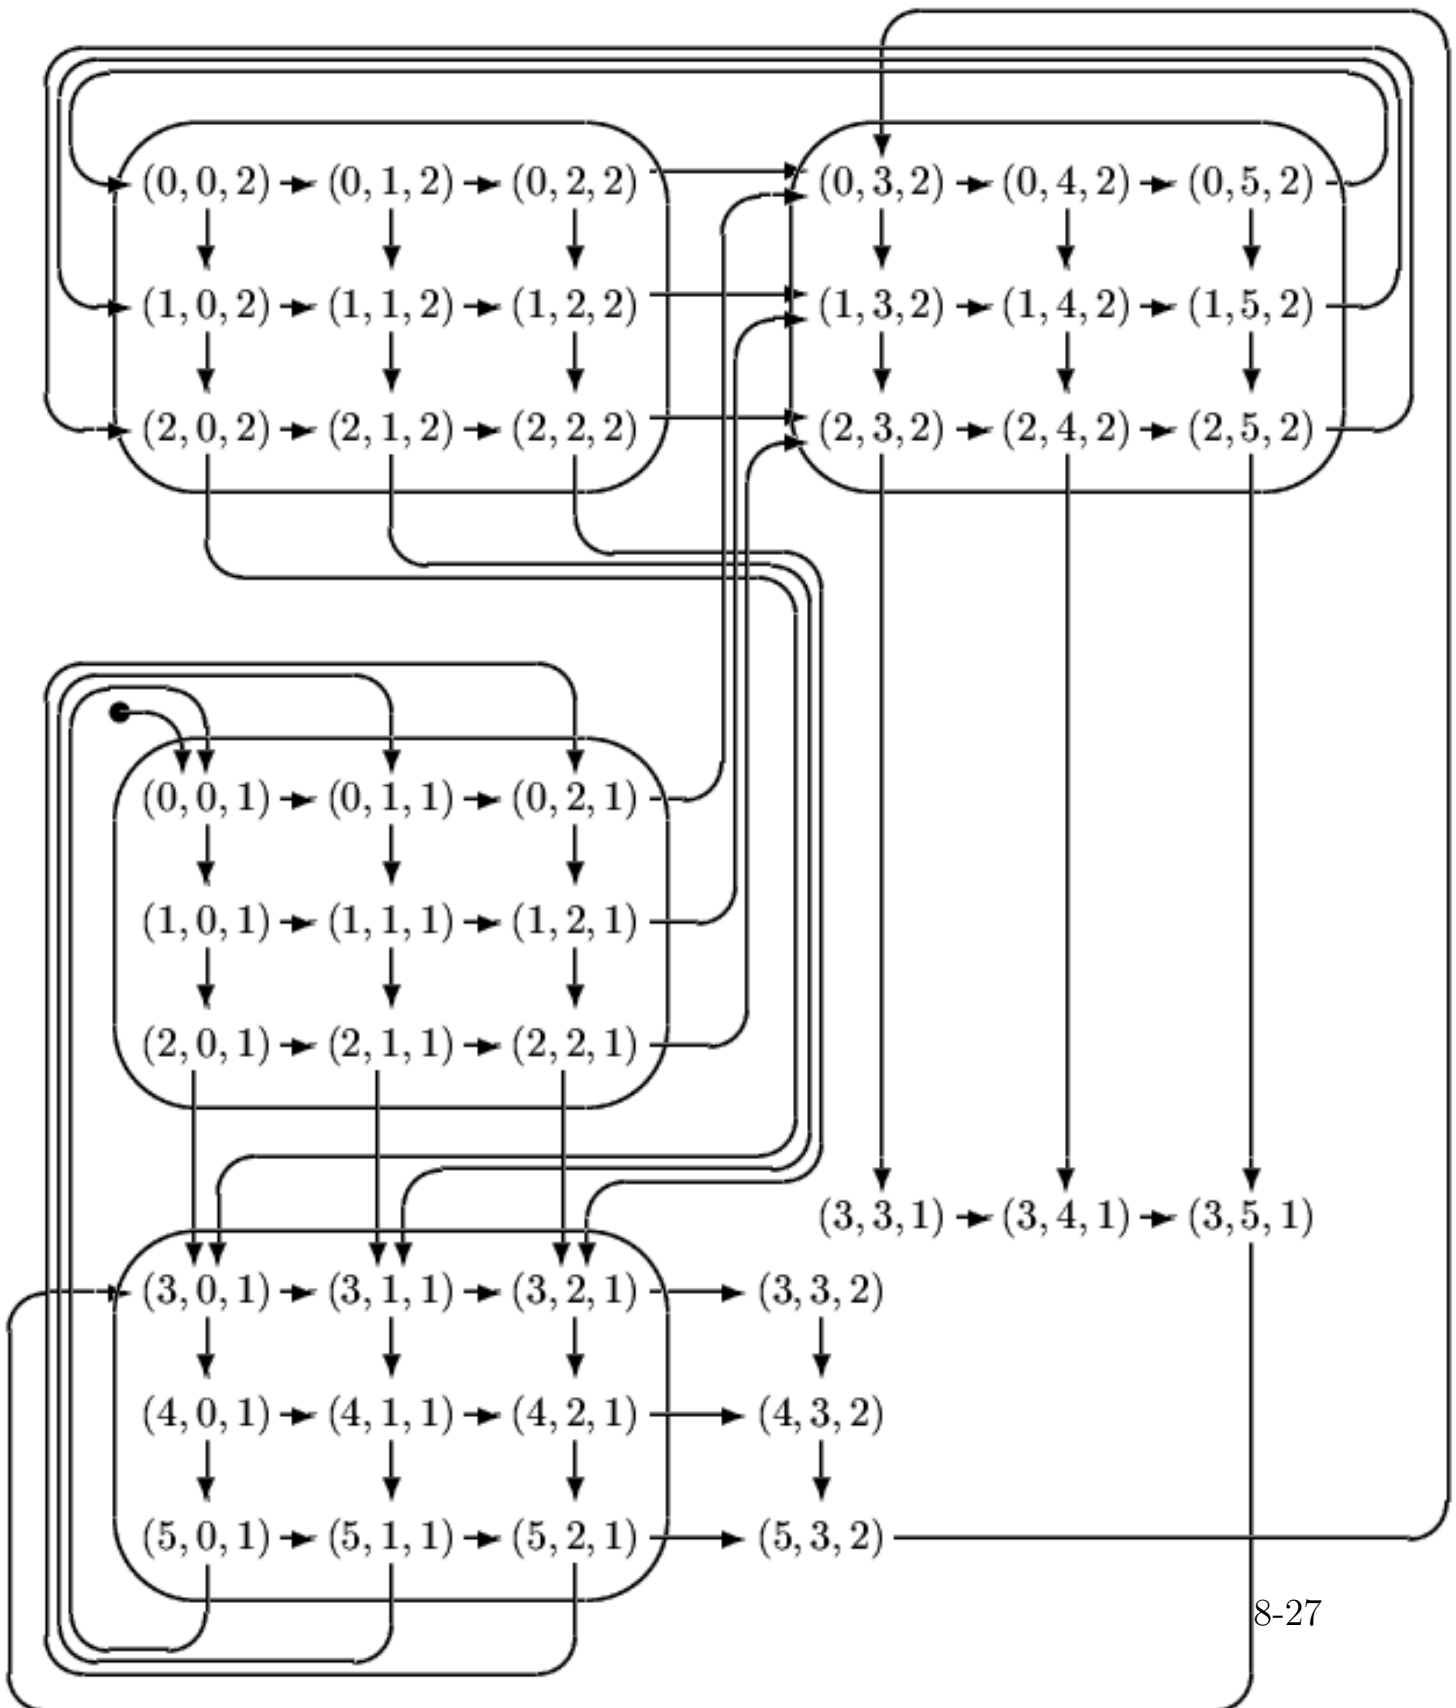 (0, 0, 2) (0, 1, 2) (0, 2, 2) (0, 3, 2) (0, 4, 2) (0, 5, 2)
(1, 0, 2) (1, 1, 2) (1, 2, 2) (1, 3, 2) (1, 4, 2) (1, 5, 2)
(2, 0, 2) (2, 1, 2) (2, 2, 2) (2, 3, 2) (2, 4, 2) (2, 5, 2)
(0, 0, 1) (0, 1, 1) (0, 2, 1)
(1, 0, 1) (1, 1, 1) (1, 2, 1)
(2, 0, 1) (2, 1, 1) (2, 2, 1)
(3, 3, 1) (3, 4, 1) (3, 5, 1)
(3, 0, 1) (3, 1, 1) (3, 2, 1) (3, 3, 2)
(4, 0, 1) (4, 1, 1) (4, 2, 1) (4, 3, 2)
(5, 0, 1) (5, 1, 1) (5, 2, 1) (5, 3, 2)
8-27